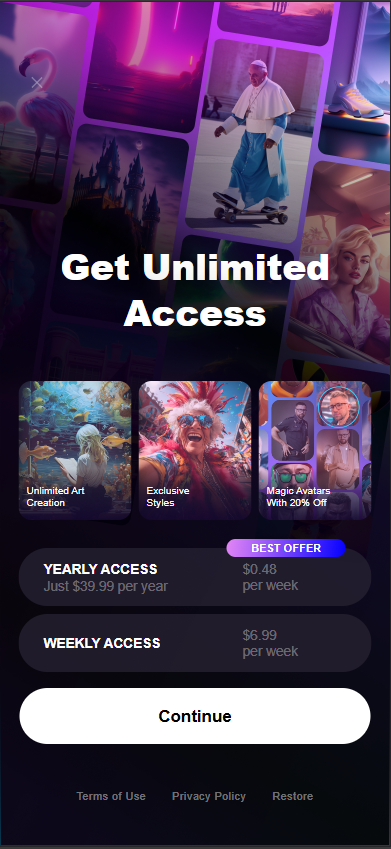 Get Unlimited
Access
Unlimited Art
Creation
Exclusive
Styles
Magic Avatars
With 20% Off
BEST OFFER
YEARLY ACCESS
Just $39.99 per year
$0.48
per week
WEEKLY ACCESS
$6.99
per week
Continue
Terms of Use
Privacy Policy
Restore